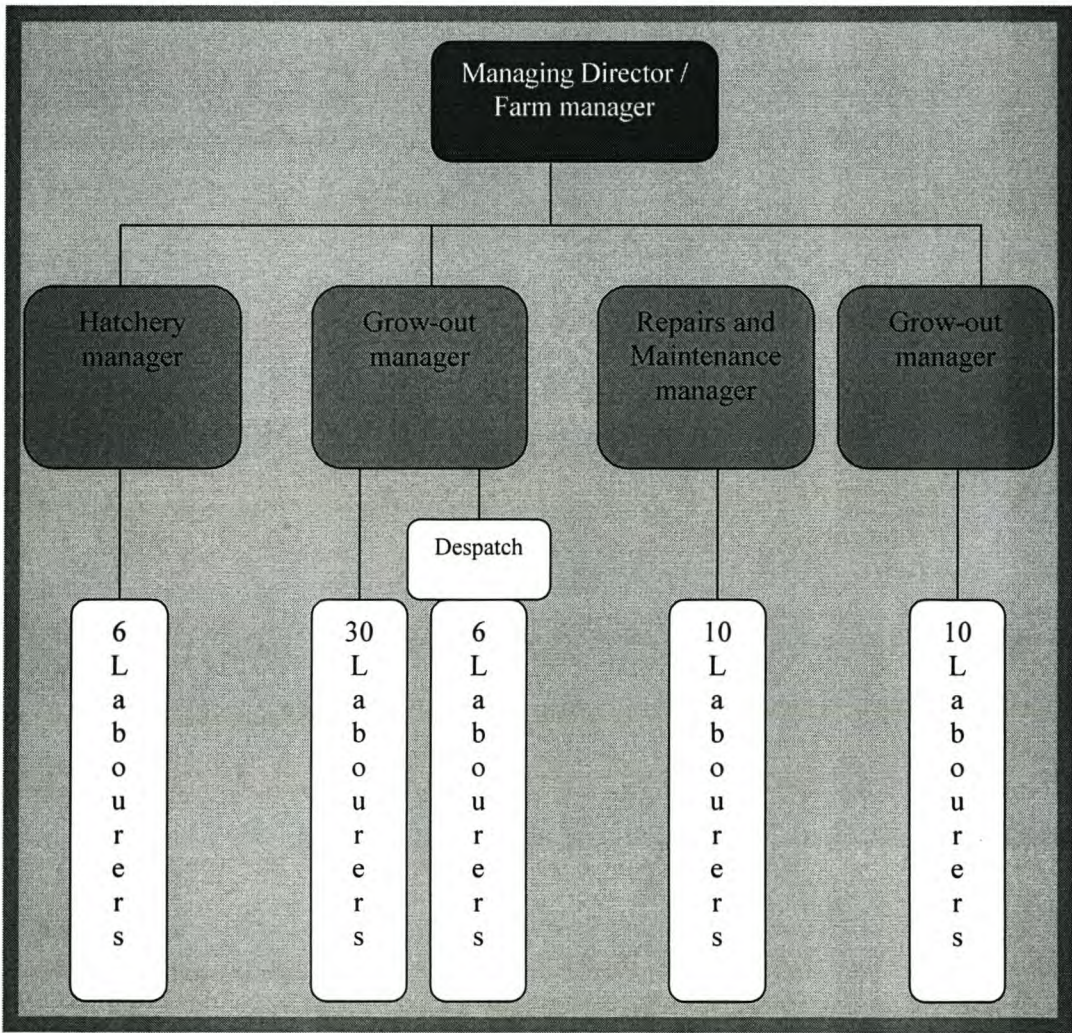 Managing Director /
Farm manager
Hatchery
manager
Grow-out
manager
Repairs and
Maintenance
manager
Grow-out
manager
Despatch
6
L
a
b
o
u
r
e
r
s
30
L
a
b
o
u
r
e
r
s
6
L
a
b
o
u
r
e
r
s
10
L
a
b
o
u
r
e
r
s
10
L
a
b
o
u
r
e
r
s